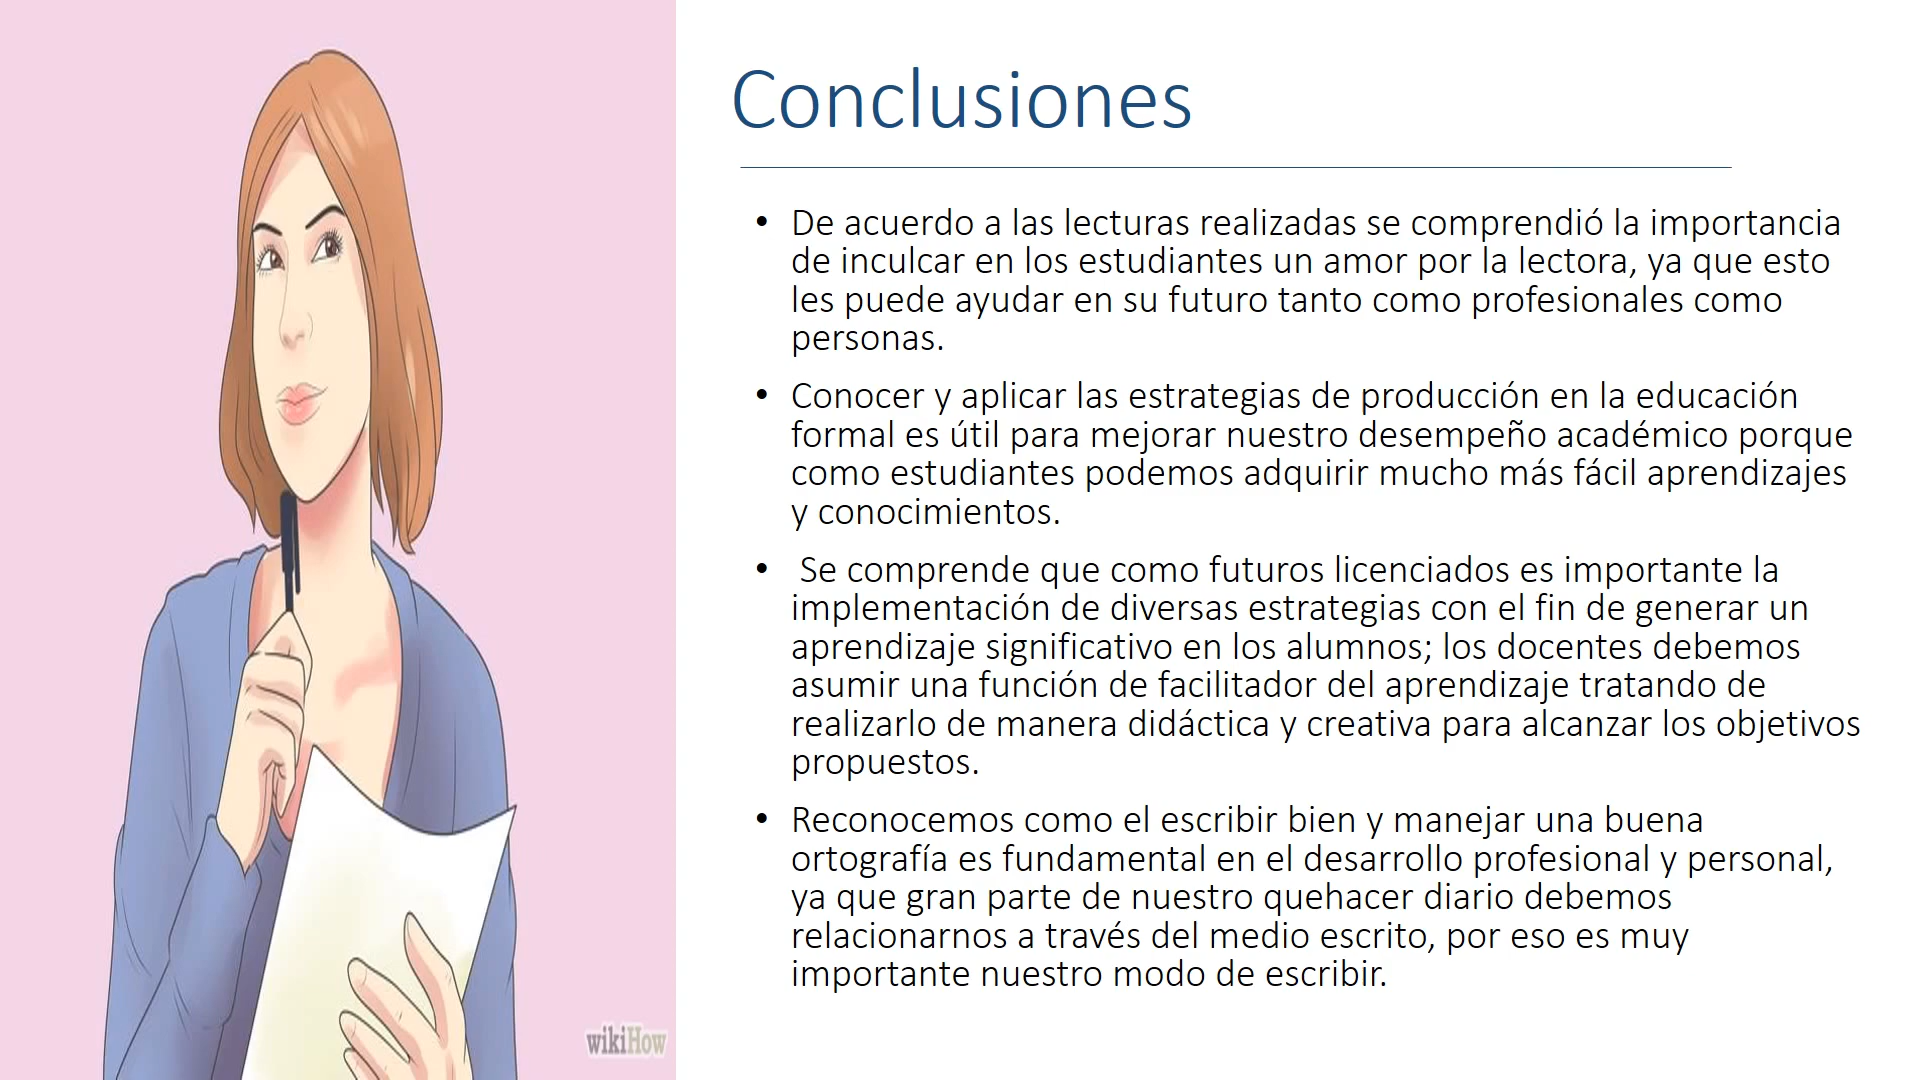 Conclusiones
• De acuerdo a las lecturas realizadas se comprendió la importancia
de inculcar en los estudiantes un amor por la lectora, ya que esto
les puede ayudar en su futuro tanto como profesionales como
personas.
• Conocer y aplicar las estrategias de producción en la educación
formal es útil para mejorar nuestro desempeño académico porque
como estudiantes podemos adquirir mucho más fácil aprendizajes
y conocimientos.
• Se comprende que como futuros licenciados es importante la
implementación de diversas estrategias con el fin de generar un
aprendizaje significativo en los alumnos; los docentes debemos
asumir una función de facilitador del aprendizaje tratando de
realizarlo de manera didáctica y creativa para alcanzar los objetivos
propuestos.
• Reconocemos como el escribir bien y manejar una buena
ortografía es fundamental en el desarrollo profesional y personal,
ya que gran parte de nuestro quehacer diario debemos
relacionarnos a través del medio escrito, por eso es muy
importante nuestro modo de escribir.
wikiHow